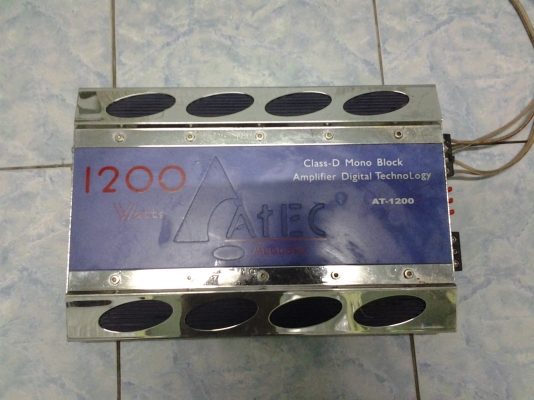 1200
Watts
AtEC
Class-D Mono Block
Amplifier Digital TechnoLogy
AT-1200